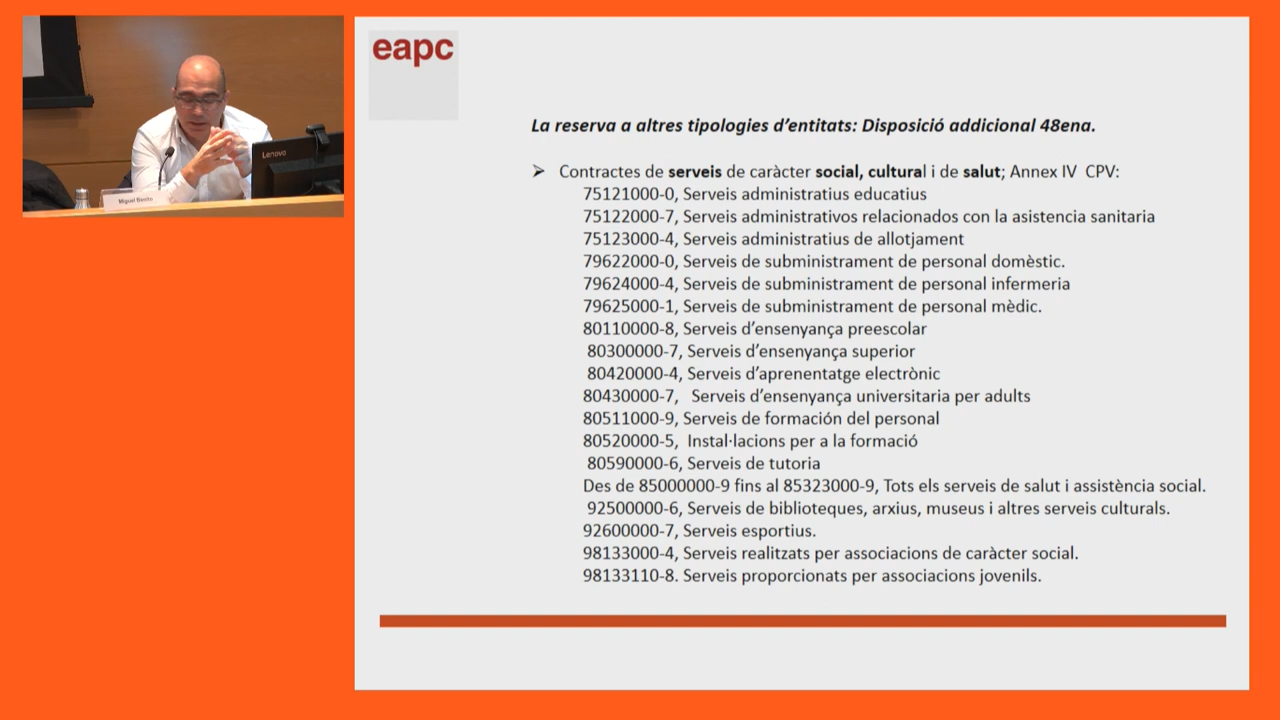 eapc
La reserva a altres tipologies d'entitats: Disposició addicional 48ena.
➢ Contractes de serveis de caràcter social, cultural i de salut; Annex IV CPV:
75121000-0, Serveis administratius educatius
75122000-7, Serveis administrativos relacionados con la asistencia sanitaria
75123000-4, Serveis administratius de allotjament
79622000-0, Serveis de subministrament de personal domèstic.
79624000-4, Serveis de subministrament de personal infermeria
79625000-1, Serveis de subministrament de personal mèdic.
80110000-8, Serveis d'ensenyança preescolar
80300000-7, Serveis d'ensenyança superior
80420000-4, Serveis d'aprenentatge electrònic
80430000-7, Serveis d'ensenyança universitaria per adults
80511000-9, Serveis de formación del personal
80520000-5, Instal·lacions per a la formació
80590000-6, Serveis de tutoria
Des de 85000000-9 fins al 85323000-9, Tots els serveis de salut i assistència social.
92500000-6, Serveis de biblioteques, arxius, museus i altres serveis culturals.
92600000-7, Serveis esportius.
98133000-4, Serveis realitzats per associacions de caràcter social.
98133110-8. Serveis proporcionats per associacions jovenils.
Lenovo
Miguel Benito